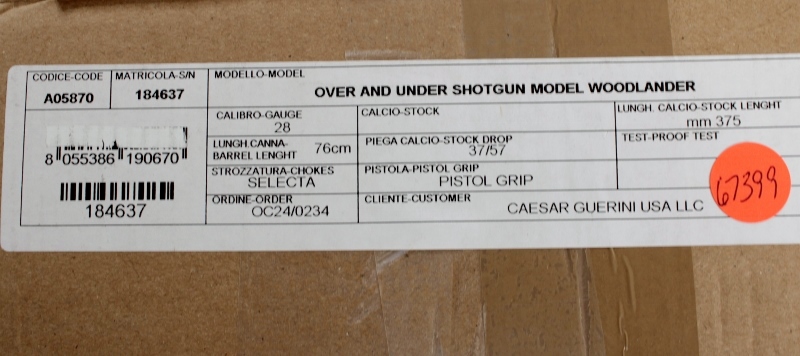 CODICE-CODE
A05870
MATRICOLA-S/N
184637
MODELLO-MODEL
OVER AND UNDER SHOTGUN MODEL WOODLANDER
8 055386 190670
184637
CALIBRO-GAUGE
28
LUNGH.CANNA-
BARREL LENGHT
76cm
STROZZATURA-CHOKES
SELECTA
ORDINE-ORDER
OC24/0234
CALCIO-STOCK
PIEGA CALCIO-STOCK DROP
37/57
PISTOLA-PISTOL GRIP
PISTOL GRIP
CLIENTE-CUSTOMER
CAESAR GUERINI USA LLC
LUNGH. CALCIO-STOCK LENGHT
mm 375
TEST-PROOF TEST
67399